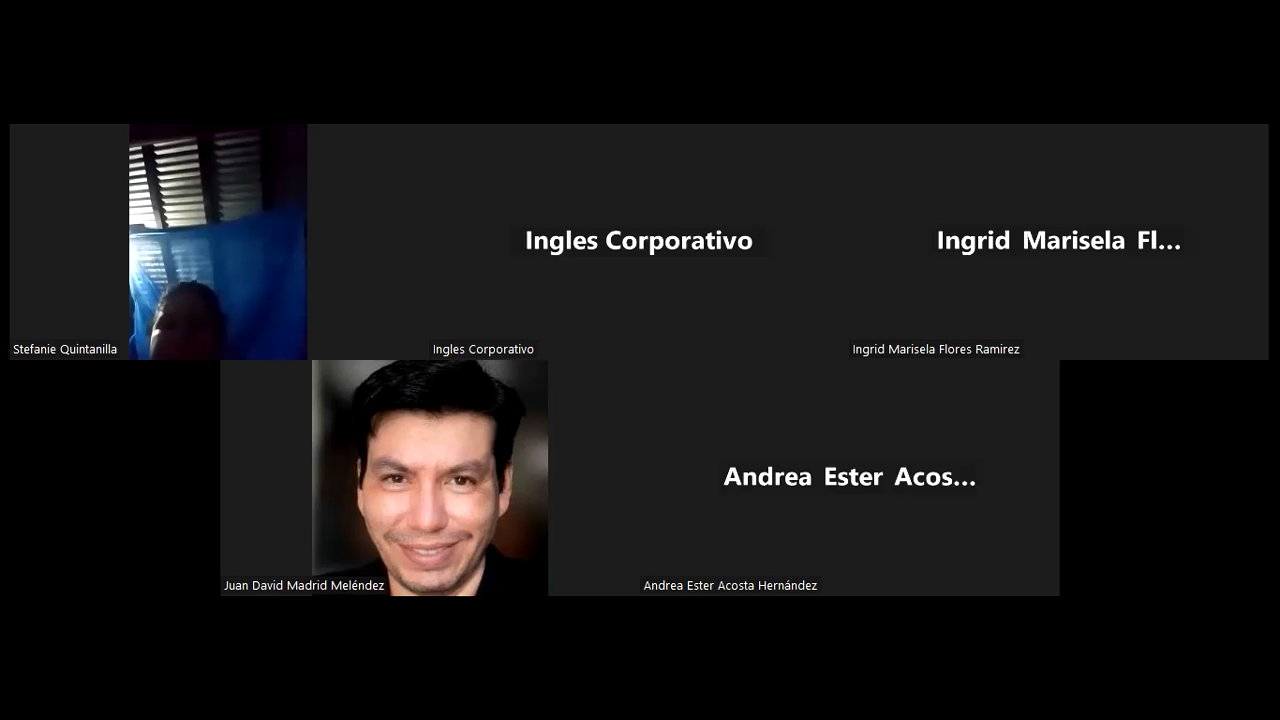 Ingles Corporativo
Ingrid Marisela Fl...
Stefanie Quintanilla
Ingles Corporativo
Ingrid Marisela Flores Ramirez
Andrea Ester Acos...
Juan David Madrid Meléndez
Andrea Ester Acosta Hernández